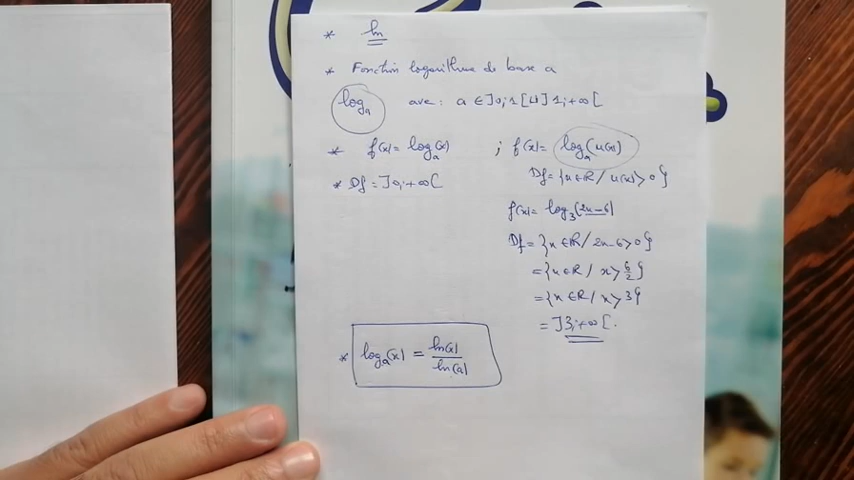 * ln
* Fonction logarithme de base a
log_a avec : a ∈ ]0;1[ ∪ ]1;+∞[
* f(x) = log_a(x) ; f(x) = log_a(u(x))
* Df = ]0;+∞[ Df = {x ∈ ℝ / u(x) > 0}
f(x) = log_3(2x-6)
Df = {x ∈ ℝ / 2x-6 > 0}
= {x ∈ ℝ / x > 6/2}
= {x ∈ ℝ / x > 3}
= ]3;+∞[.
* log_a(x) = ln(x)/ln(a)